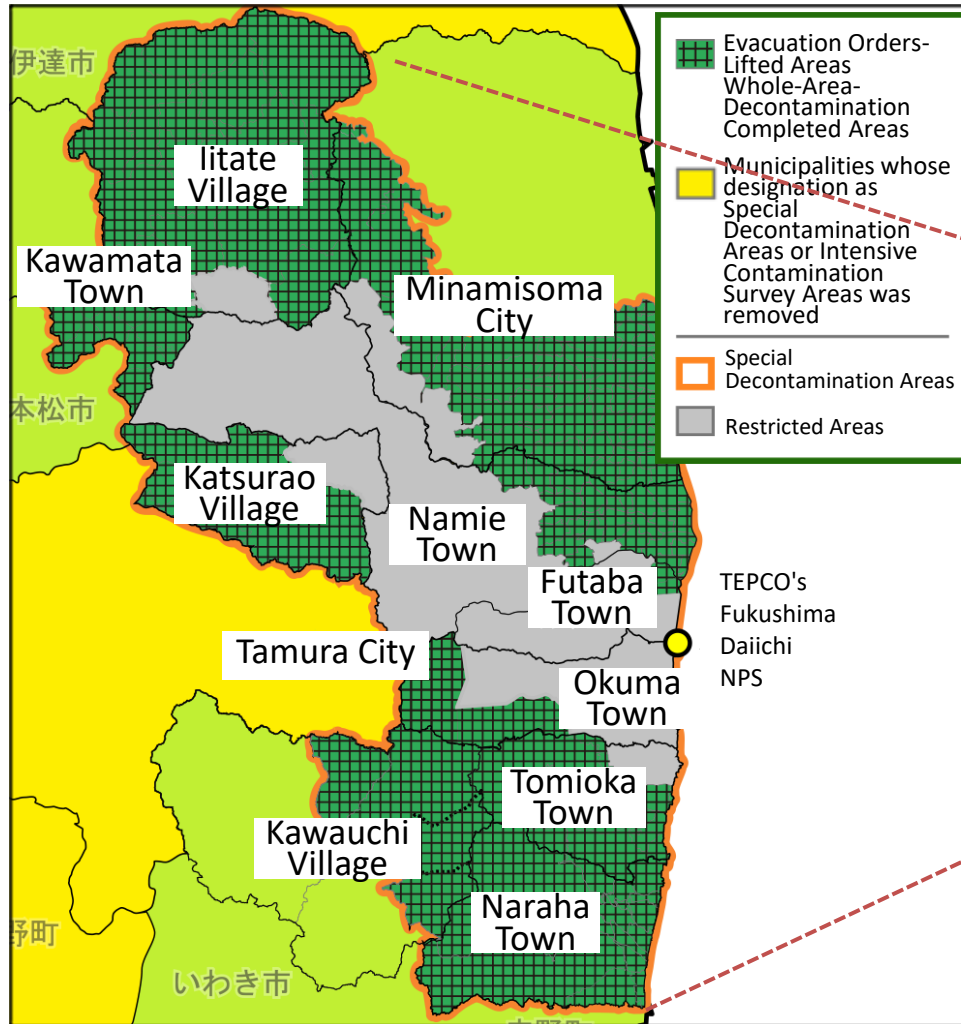 伊達市
Iitate
Village
Kawamata
Town
Minamisoma
City
本松市
Katsurao
Village
Namie
Town
Futaba
Town
Tamura City
Okuma
Town
Tomioka
Town
Kawauchi
Village
Naraha
Town
野町
いわき市
Evacuation Orders-
Lifted Areas
Whole-Area-
Decontamination
Completed Areas
Municipalities whose
designation as
Special
Decontamination
Areas or Intensive
Contamination
Survey Areas was
removed
Special
Decontamination Areas
Restricted Areas
TEPCO's
Fukushima
Daiichi
NPS